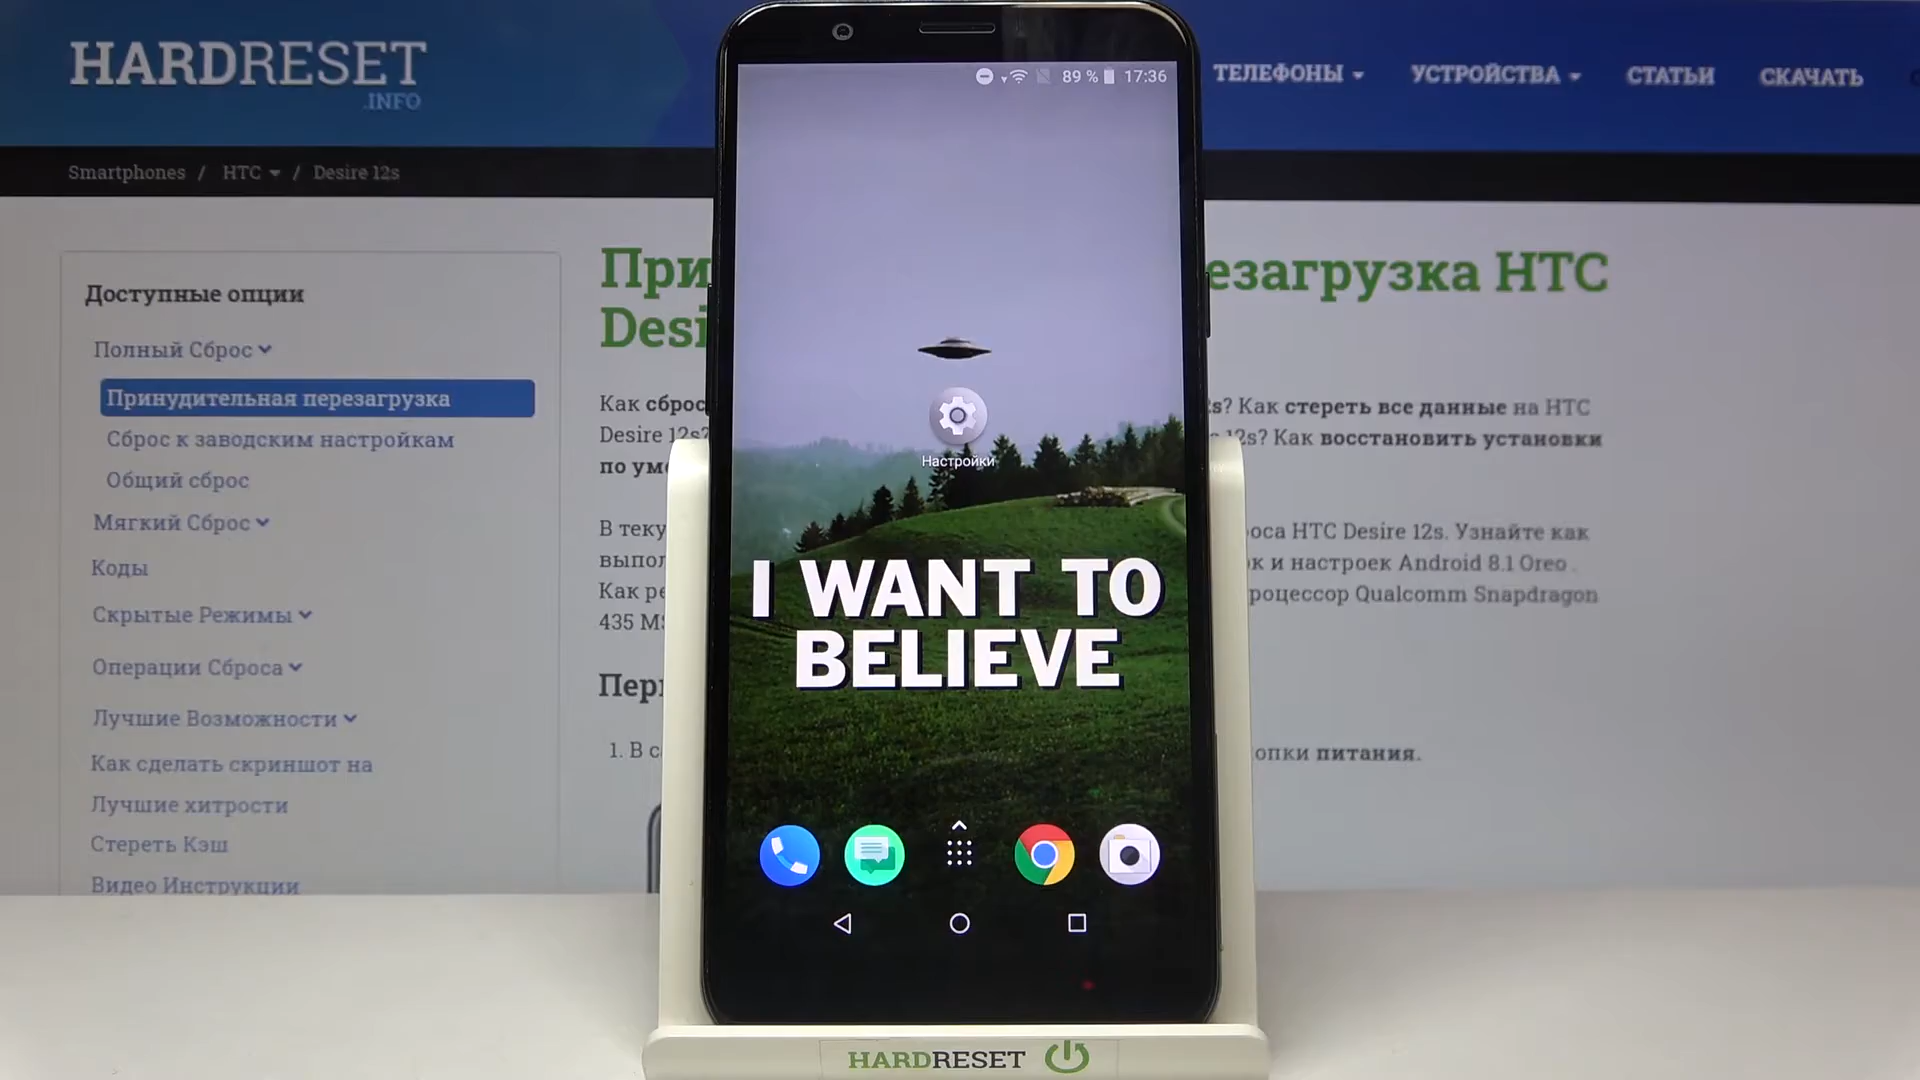 HARDRESET
.INFO
ТЕЛЕФОНЫ
УСТРОЙСТВА
СТАТЬИ
СКАЧАТЬ
Smartphones / HTC / Desire 12s
89 % 17:36
Доступные опции
Полный Сброс
Принудительная перезагрузка
Сброс к заводским настройкам
Общий сброс
Мягкий Сброс
Коды
Скрытые Режимы
Операции Сброса
Лучшие Возможности
Как сделать скриншот на
Лучшие хитрости
Стереть Кэш
Видео Инструкции
При езагрузка HTC
Desi
Как сброс s? Как стереть все данные на HTC
Desire 12s? 12s? Как восстановить установки
по умо
В теку оса HTC Desire 12s. Узнайте как
выпол к и настроек Android 8.1 Oreo .
Как ре роцессор Qualcomm Snapdragon
435 MS
Пер
1. В с опки питания.
Настройки
I WANT TO
BELIEVE
HARDRESET